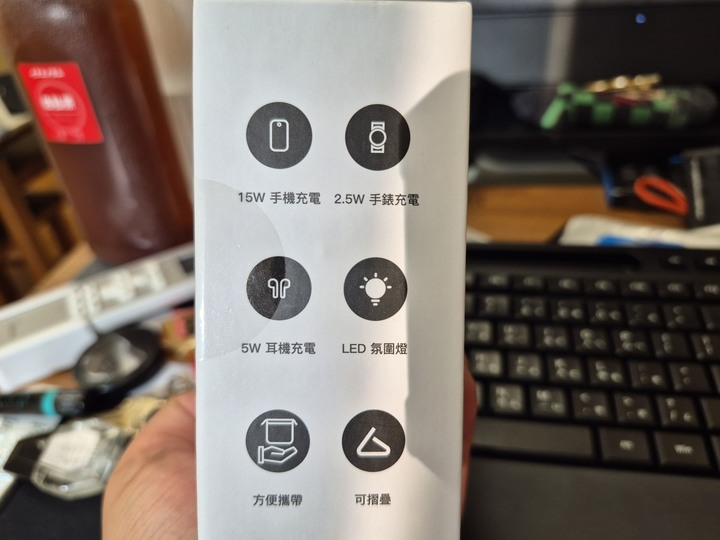 15W 手機充電
2.5W 手錶充電
5W 耳機充電
LED 氛圍燈
方便攜帶
可摺疊